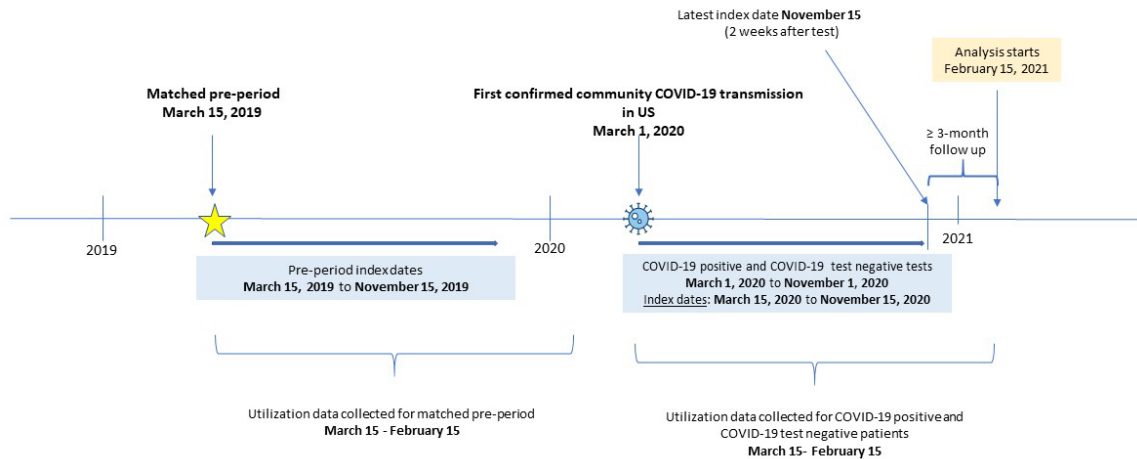 Latest index date November 15
(2 weeks after test)
Analysis starts
February 15, 2021
Matched pre-period
March 15, 2019
First confirmed community COVID-19 transmission
in US
March 1, 2020
≥ 3-month
follow up
2019
2020
2021
Pre-period index dates
March 15, 2019 to November 15, 2019
COVID-19 positive and COVID-19 test negative tests
March 1, 2020 to November 1, 2020
Index dates: March 15, 2020 to November 15, 2020
Utilization data collected for matched pre-period
March 15 - February 15
Utilization data collected for COVID-19 positive and
COVID-19 test negative patients
March 15- February 15